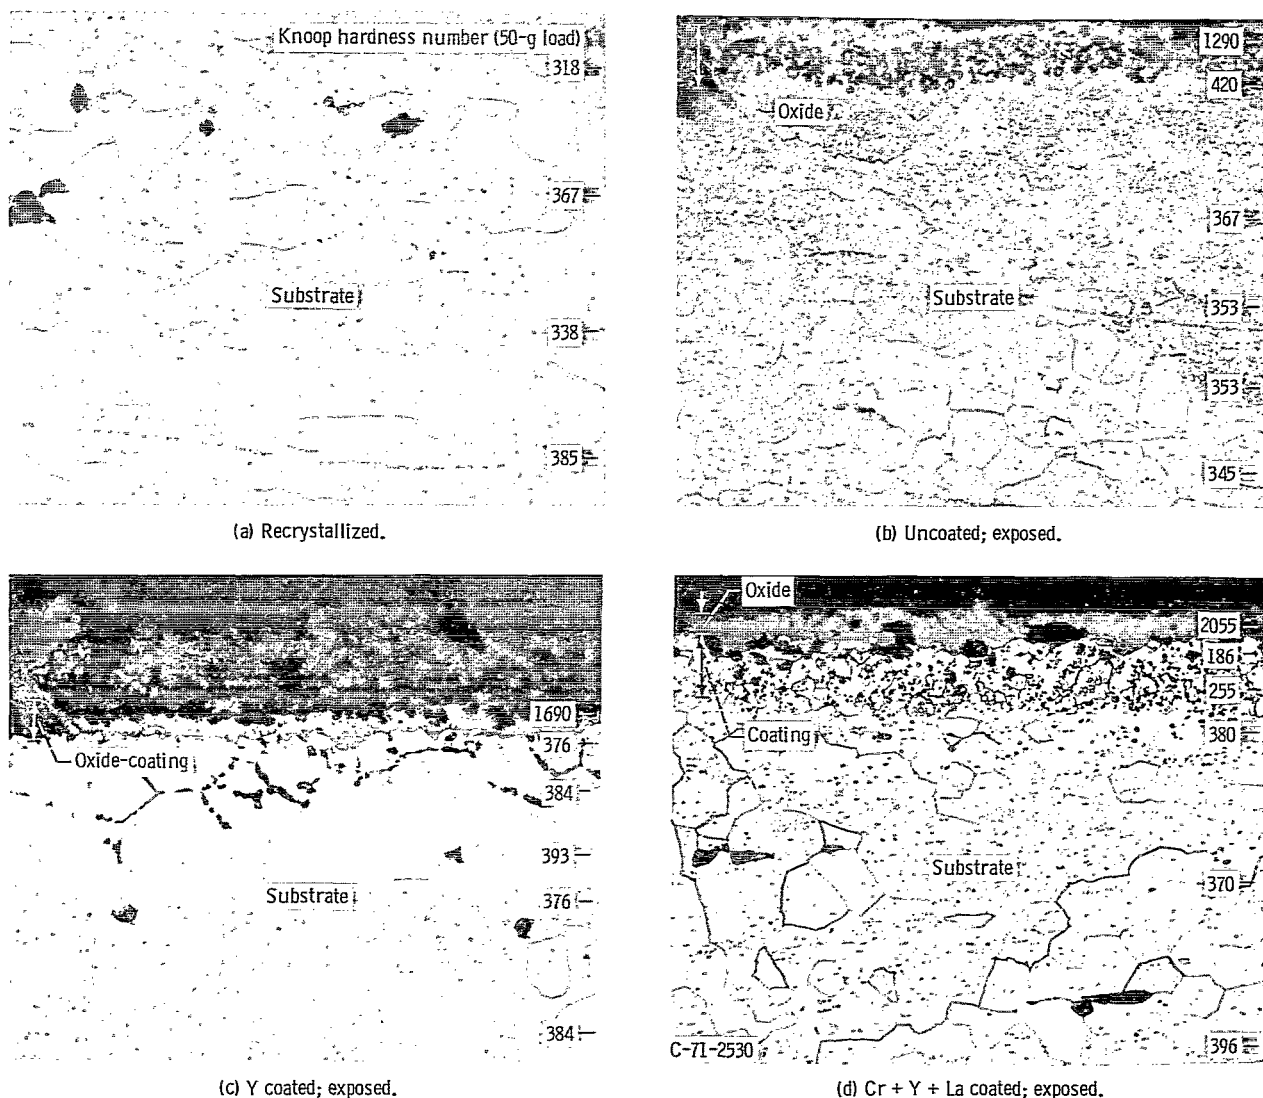 Knoop hardness number (50-g load)
318
367
Substrate
338
385
(a) Recrystallized.
1290
420
Oxide
367
Substrate
353
353
345
(b) Uncoated; exposed.
1690
376
Oxide-coating
384
393
Substrate
376
384
(c) Y coated; exposed.
Oxide
2055
186
255
Coating
380
Substrate
370
C-71-2530
396
(d) Cr + Y + La coated; exposed.